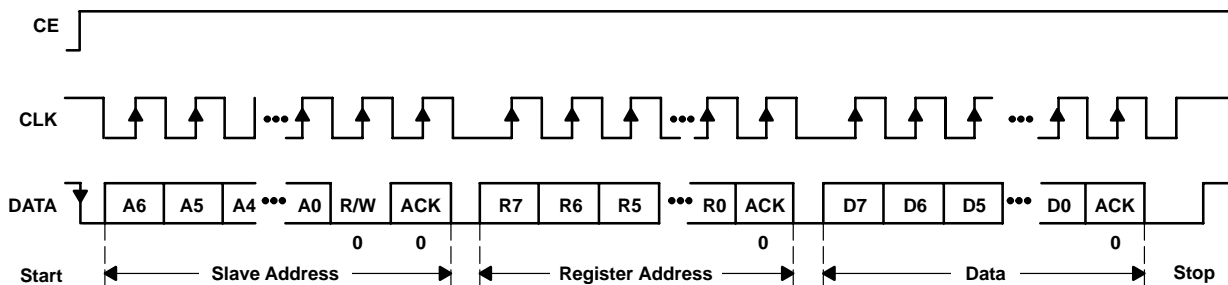 CE
CLK
DATA A6 A5 A4 ••• A0 R/W ACK R7 R6 R5 ••• R0 ACK D7 D6 D5 ••• D0 ACK
0 0 0 0
Start Slave Address Register Address Data Stop